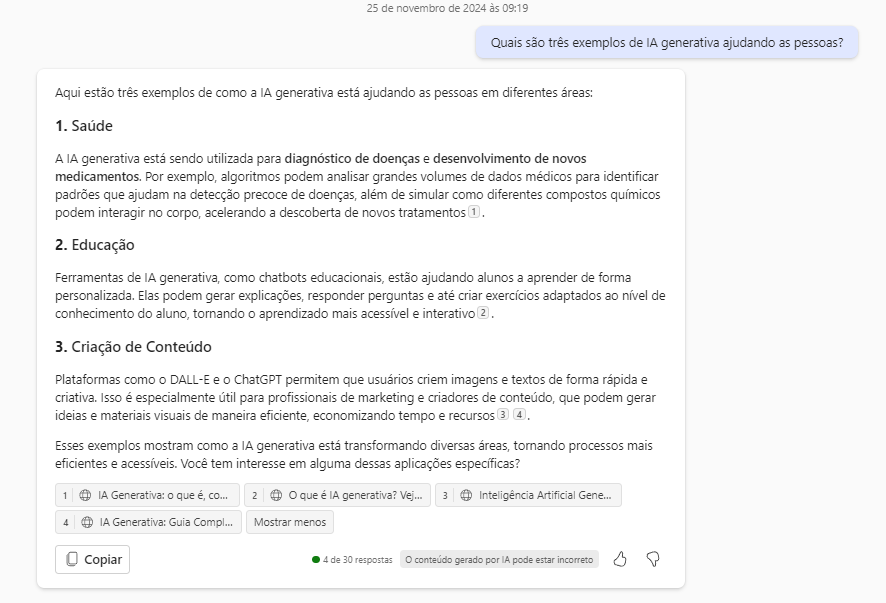 25 de novembro de 2024 às 09:19
Quais são três exemplos de IA generativa ajudando as pessoas?
Aqui estão três exemplos de como a IA generativa está ajudando as pessoas em diferentes áreas:
1. Saúde
A IA generativa está sendo utilizada para diagnóstico de doenças e desenvolvimento de novos
medicamentos. Por exemplo, algoritmos podem analisar grandes volumes de dados médicos para identificar
padrões que ajudam na detecção precoce de doenças, além de simular como diferentes compostos químicos
podem interagir no corpo, acelerando a descoberta de novos tratamentos 1 .
2. Educação
Ferramentas de IA generativa, como chatbots educacionais, estão ajudando alunos a aprender de forma
personalizada. Elas podem gerar explicações, responder perguntas e até criar exercícios adaptados ao nível de
conhecimento do aluno, tornando o aprendizado mais acessível e interativo 2 .
3. Criação de Conteúdo
Plataformas como o DALL-E e o ChatGPT permitem que usuários criem imagens e textos de forma rápida e
criativa. Isso é especialmente útil para profissionais de marketing e criadores de conteúdo, que podem gerar
ideias e materiais visuais de maneira eficiente, economizando tempo e recursos 3 4 .
Esses exemplos mostram como a IA generativa está transformando diversas áreas, tornando processos mais
eficientes e acessíveis. Você tem interesse em alguma dessas aplicações específicas?
1 IA Generativa: o que é, co... 2 O que é IA generativa? Vej... 3 Inteligência Artificial Gene...
4 IA Generativa: Guia Compl... Mostrar menos
Copiar 4 de 30 respostas O conteúdo gerado por IA pode estar incorreto